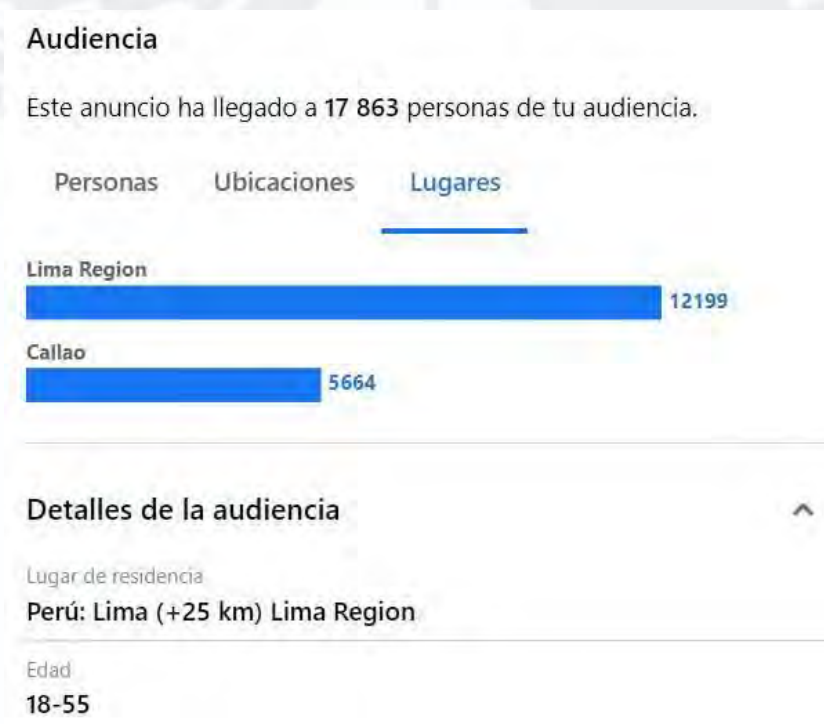 Audiencia
Este anuncio ha llegado a 17 863 personas de tu audiencia.
Personas Ubicaciones Lugares
Lima Region
12199
Callao
5664
Detalles de la audiencia
Lugar de residencia
Perú: Lima (+25 km) Lima Region
Edad
18-55